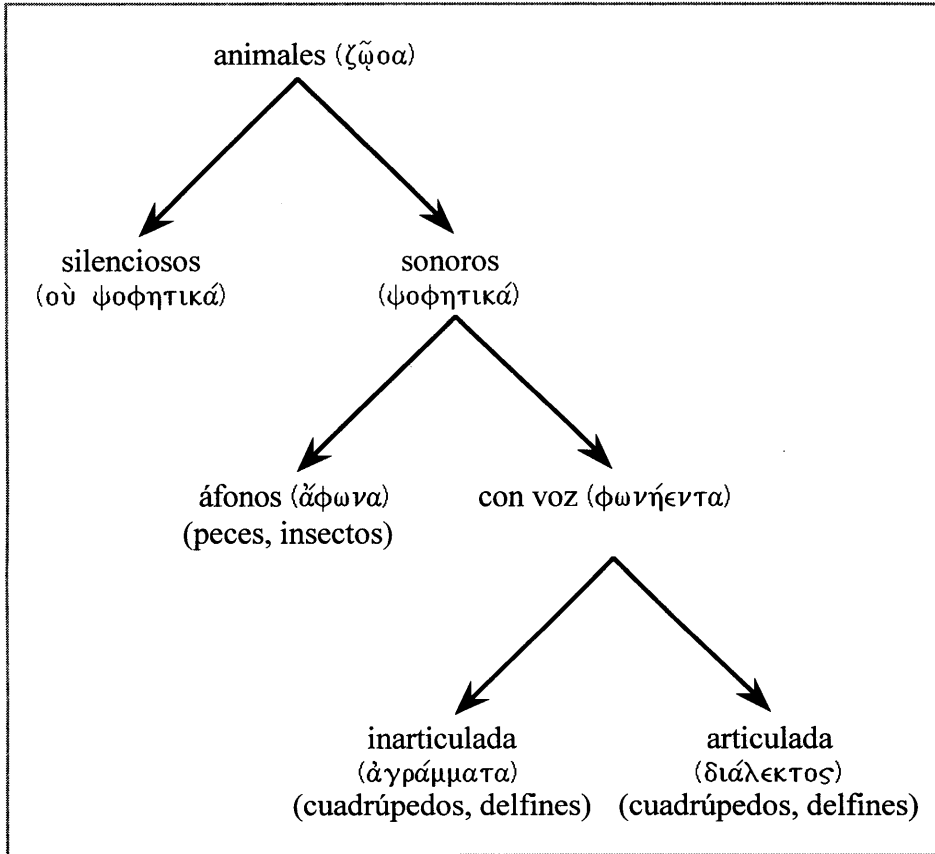 animales (ζῷοα)
silenciosos
(οὐ ψοφητικά)
sonoros
(ψοφητικά)
áfonos (ἄφωνα)
(peces, insectos)
con voz (φωνήεντα)
inarticulada
(ἀγράμματα)
(cuadrúpedos, delfines)
articulada
(διάλεκτος)
(cuadrúpedos, delfines)